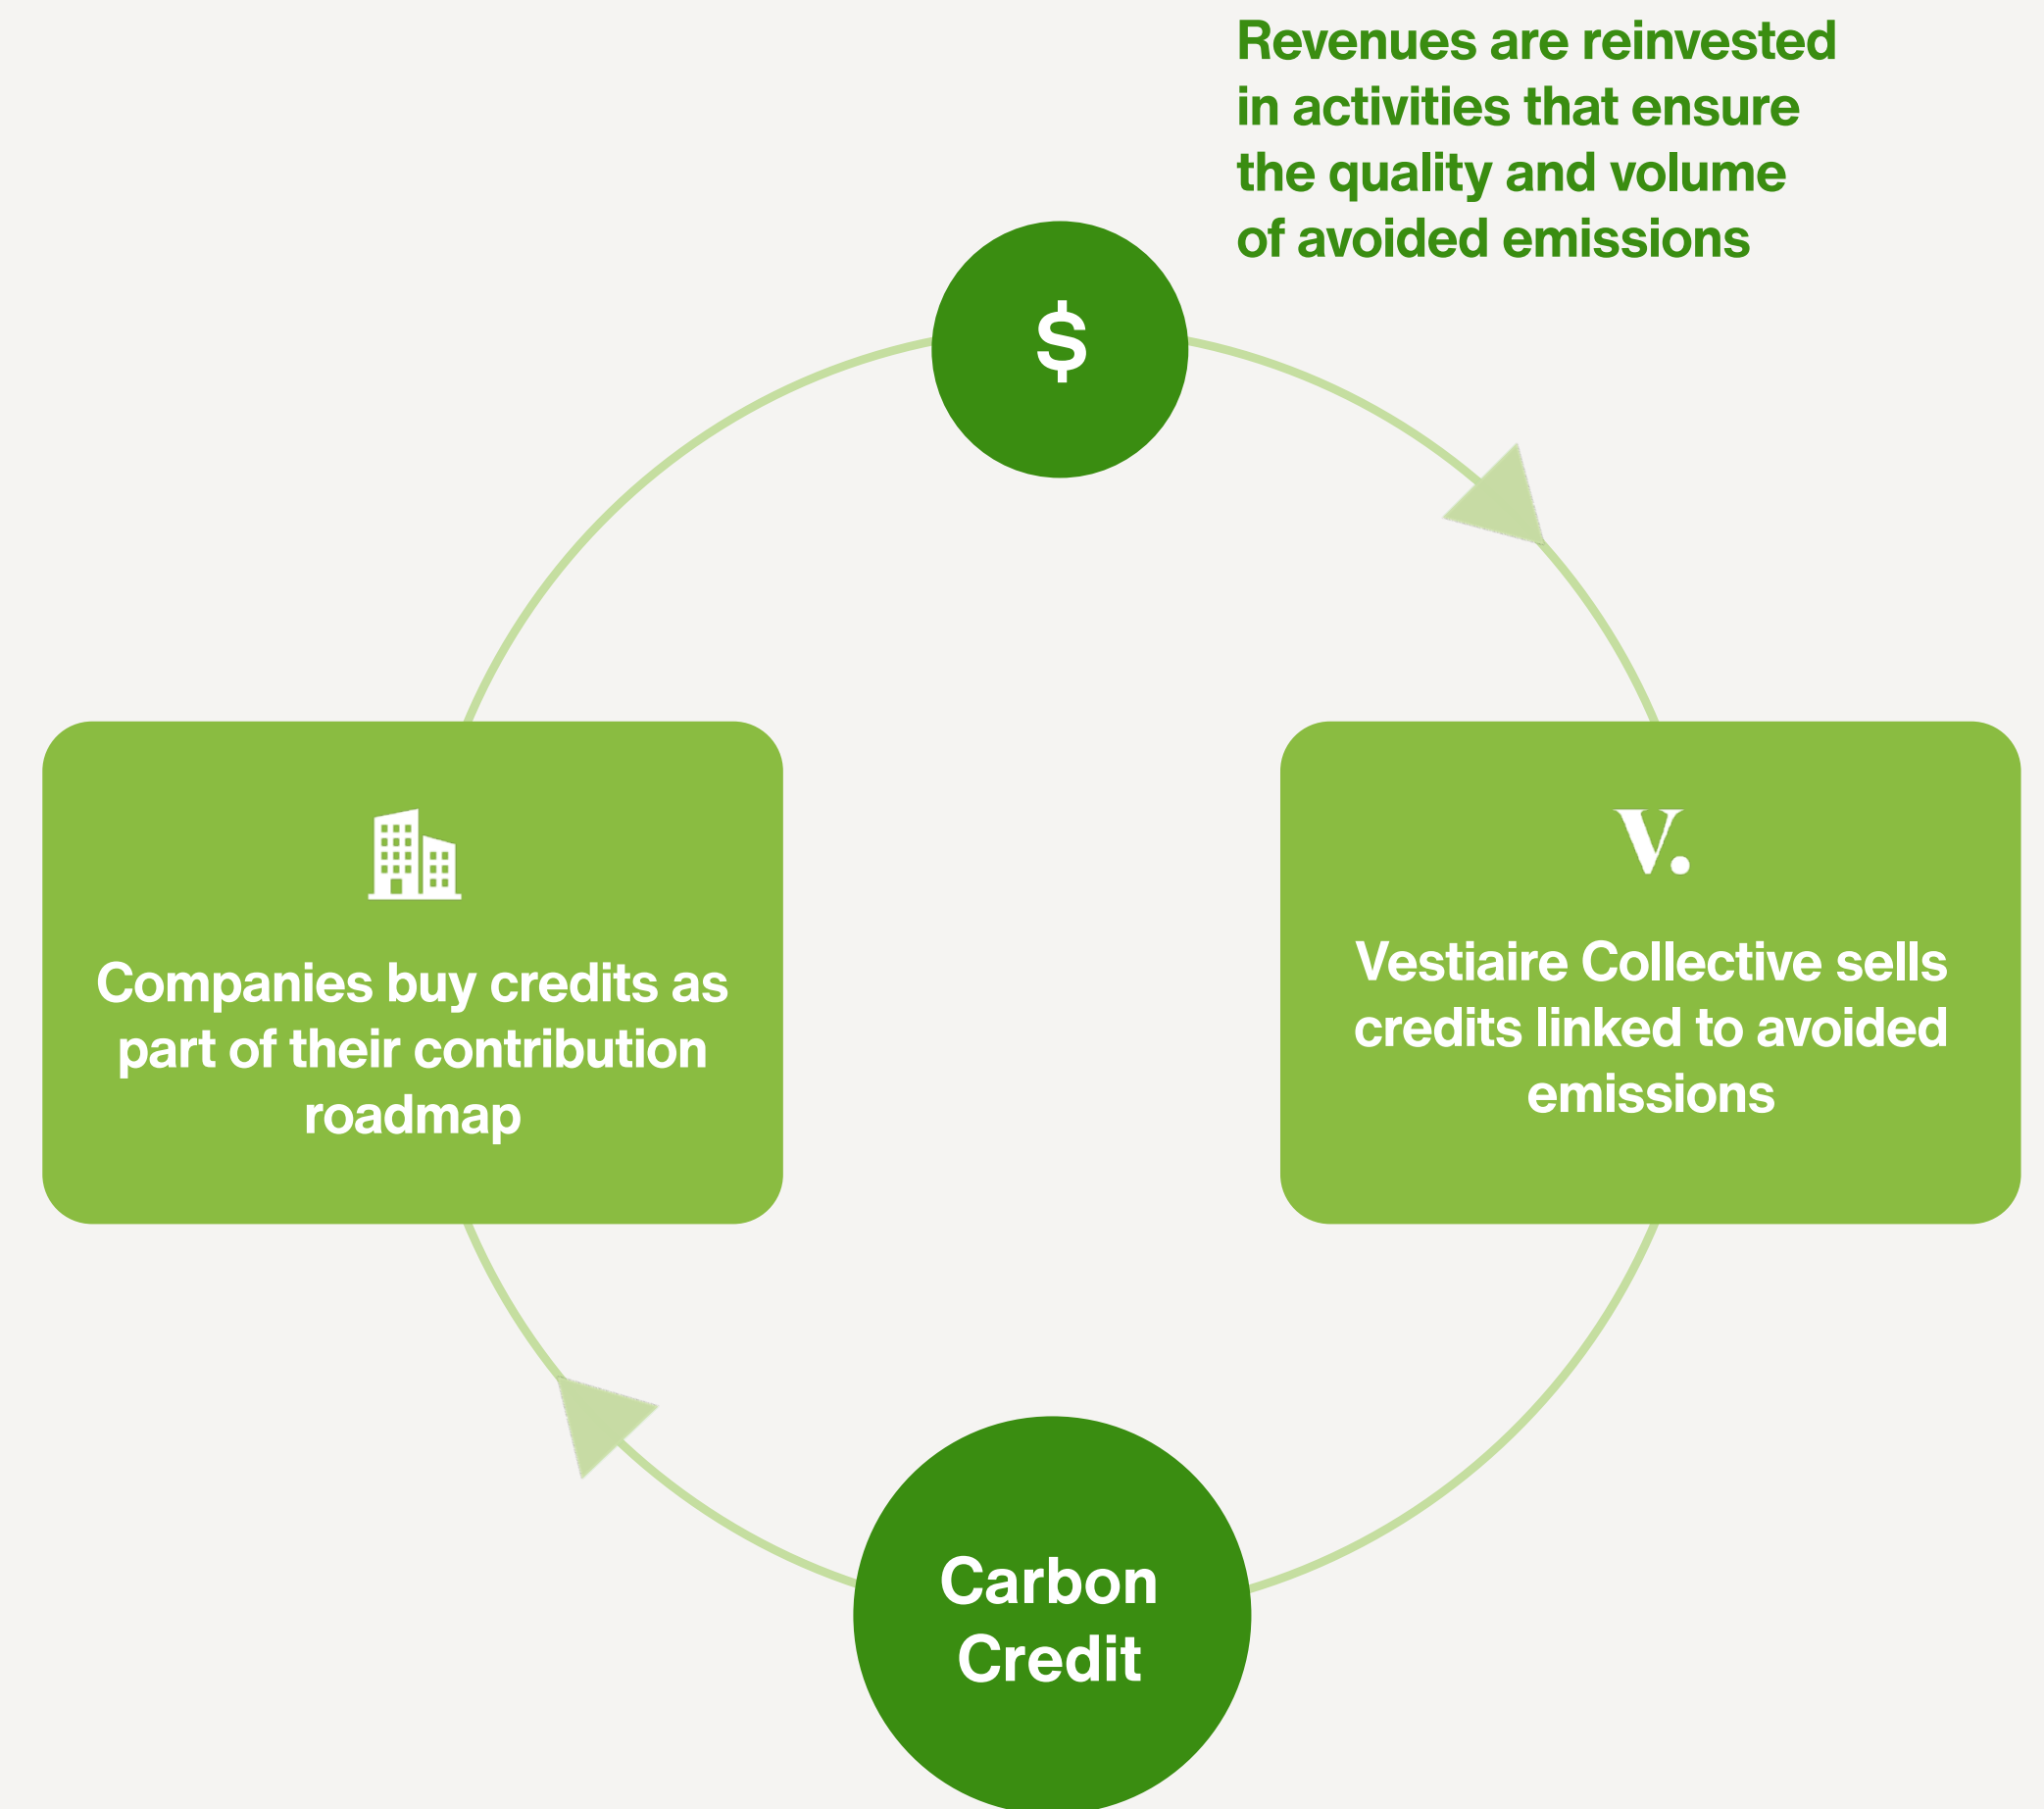 Revenues are reinvested
in activities that ensure
the quality and volume
of avoided emissions
$
Companies buy credits as
part of their contribution
roadmap
V.
Vestiaire Collective sells
credits linked to avoided
emissions
Carbon
Credit